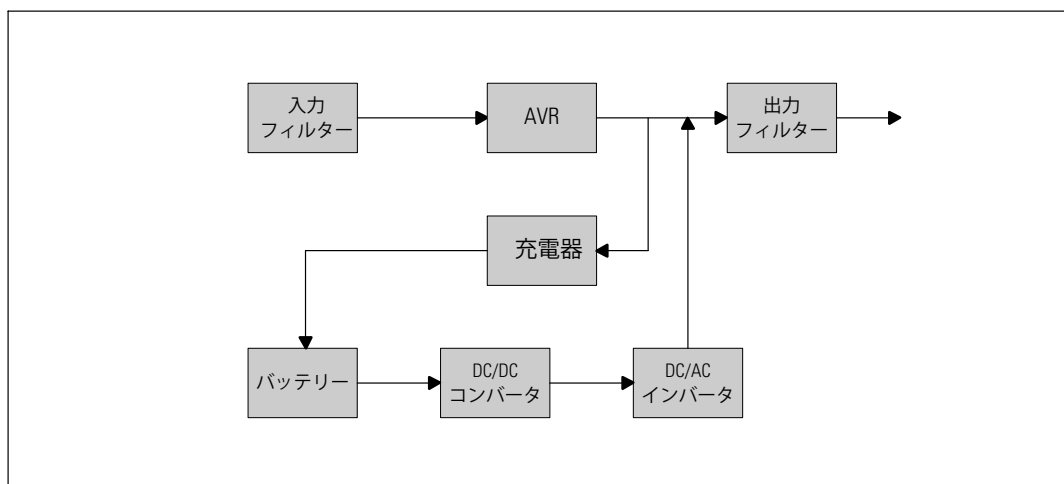 入力
フィルター
AVR
出力
フィルター
充電器
バッテリー
DC/DC
コンバータ
DC/AC
インバータ